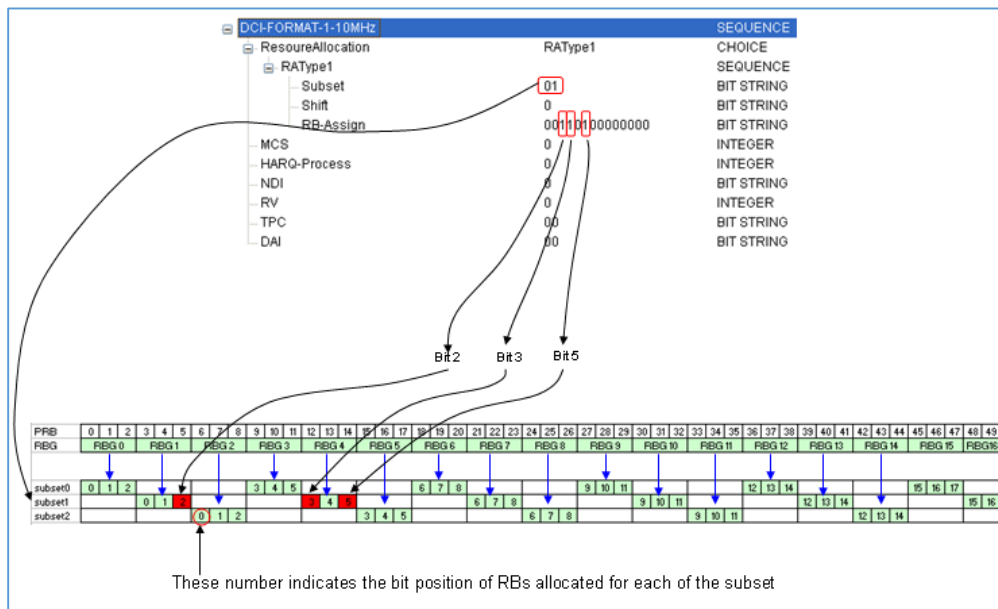 DCI-FORMAT-1-10MHz SEQUENCE
ResoureAllocation RAType1 CHOICE
RAType1 SEQUENCE
Subset 01 BIT STRING
Shift 0 BIT STRING
RB-Assign 00110100000000 BIT STRING
MCS 0 INTEGER
HARQ-Process 0 INTEGER
NDI 0 BIT STRING
RV 0 INTEGER
TPC 00 BIT STRING
DAI 00 BIT STRING
Bit2 Bit3 Bit5
PRB 0 1 2 3 4 5 6 7 8 9 10 11 12 13 14 15 16 17 18 19 20 21 22 23 24 25 26 27 28 29 30 31 32 33 34 35 36 37 38 39 40 41 42 43 44 45 46 47 48 49
RBG RBG 0 RBG 1 RBG 2 RBG 3 RBG 4 RBG 5 RBG 6 RBG 7 RBG 8 RBG 9 RBG 10 RBG 11 RBG 12 RBG 13 RBG 14 RBG 15 RBG16
subset0 0 1 2 3 4 5 6 7 8 9 10 11 12 13 14 15 16 17
subset1 0 1 2 3 4 5 6 7 8 9 10 11 12 13 14 15 16
subset2 0 1 2 3 4 5 6 7 8 9 10 11 12 13 14
These number indicates the bit position of RBs allocated for each of the subset